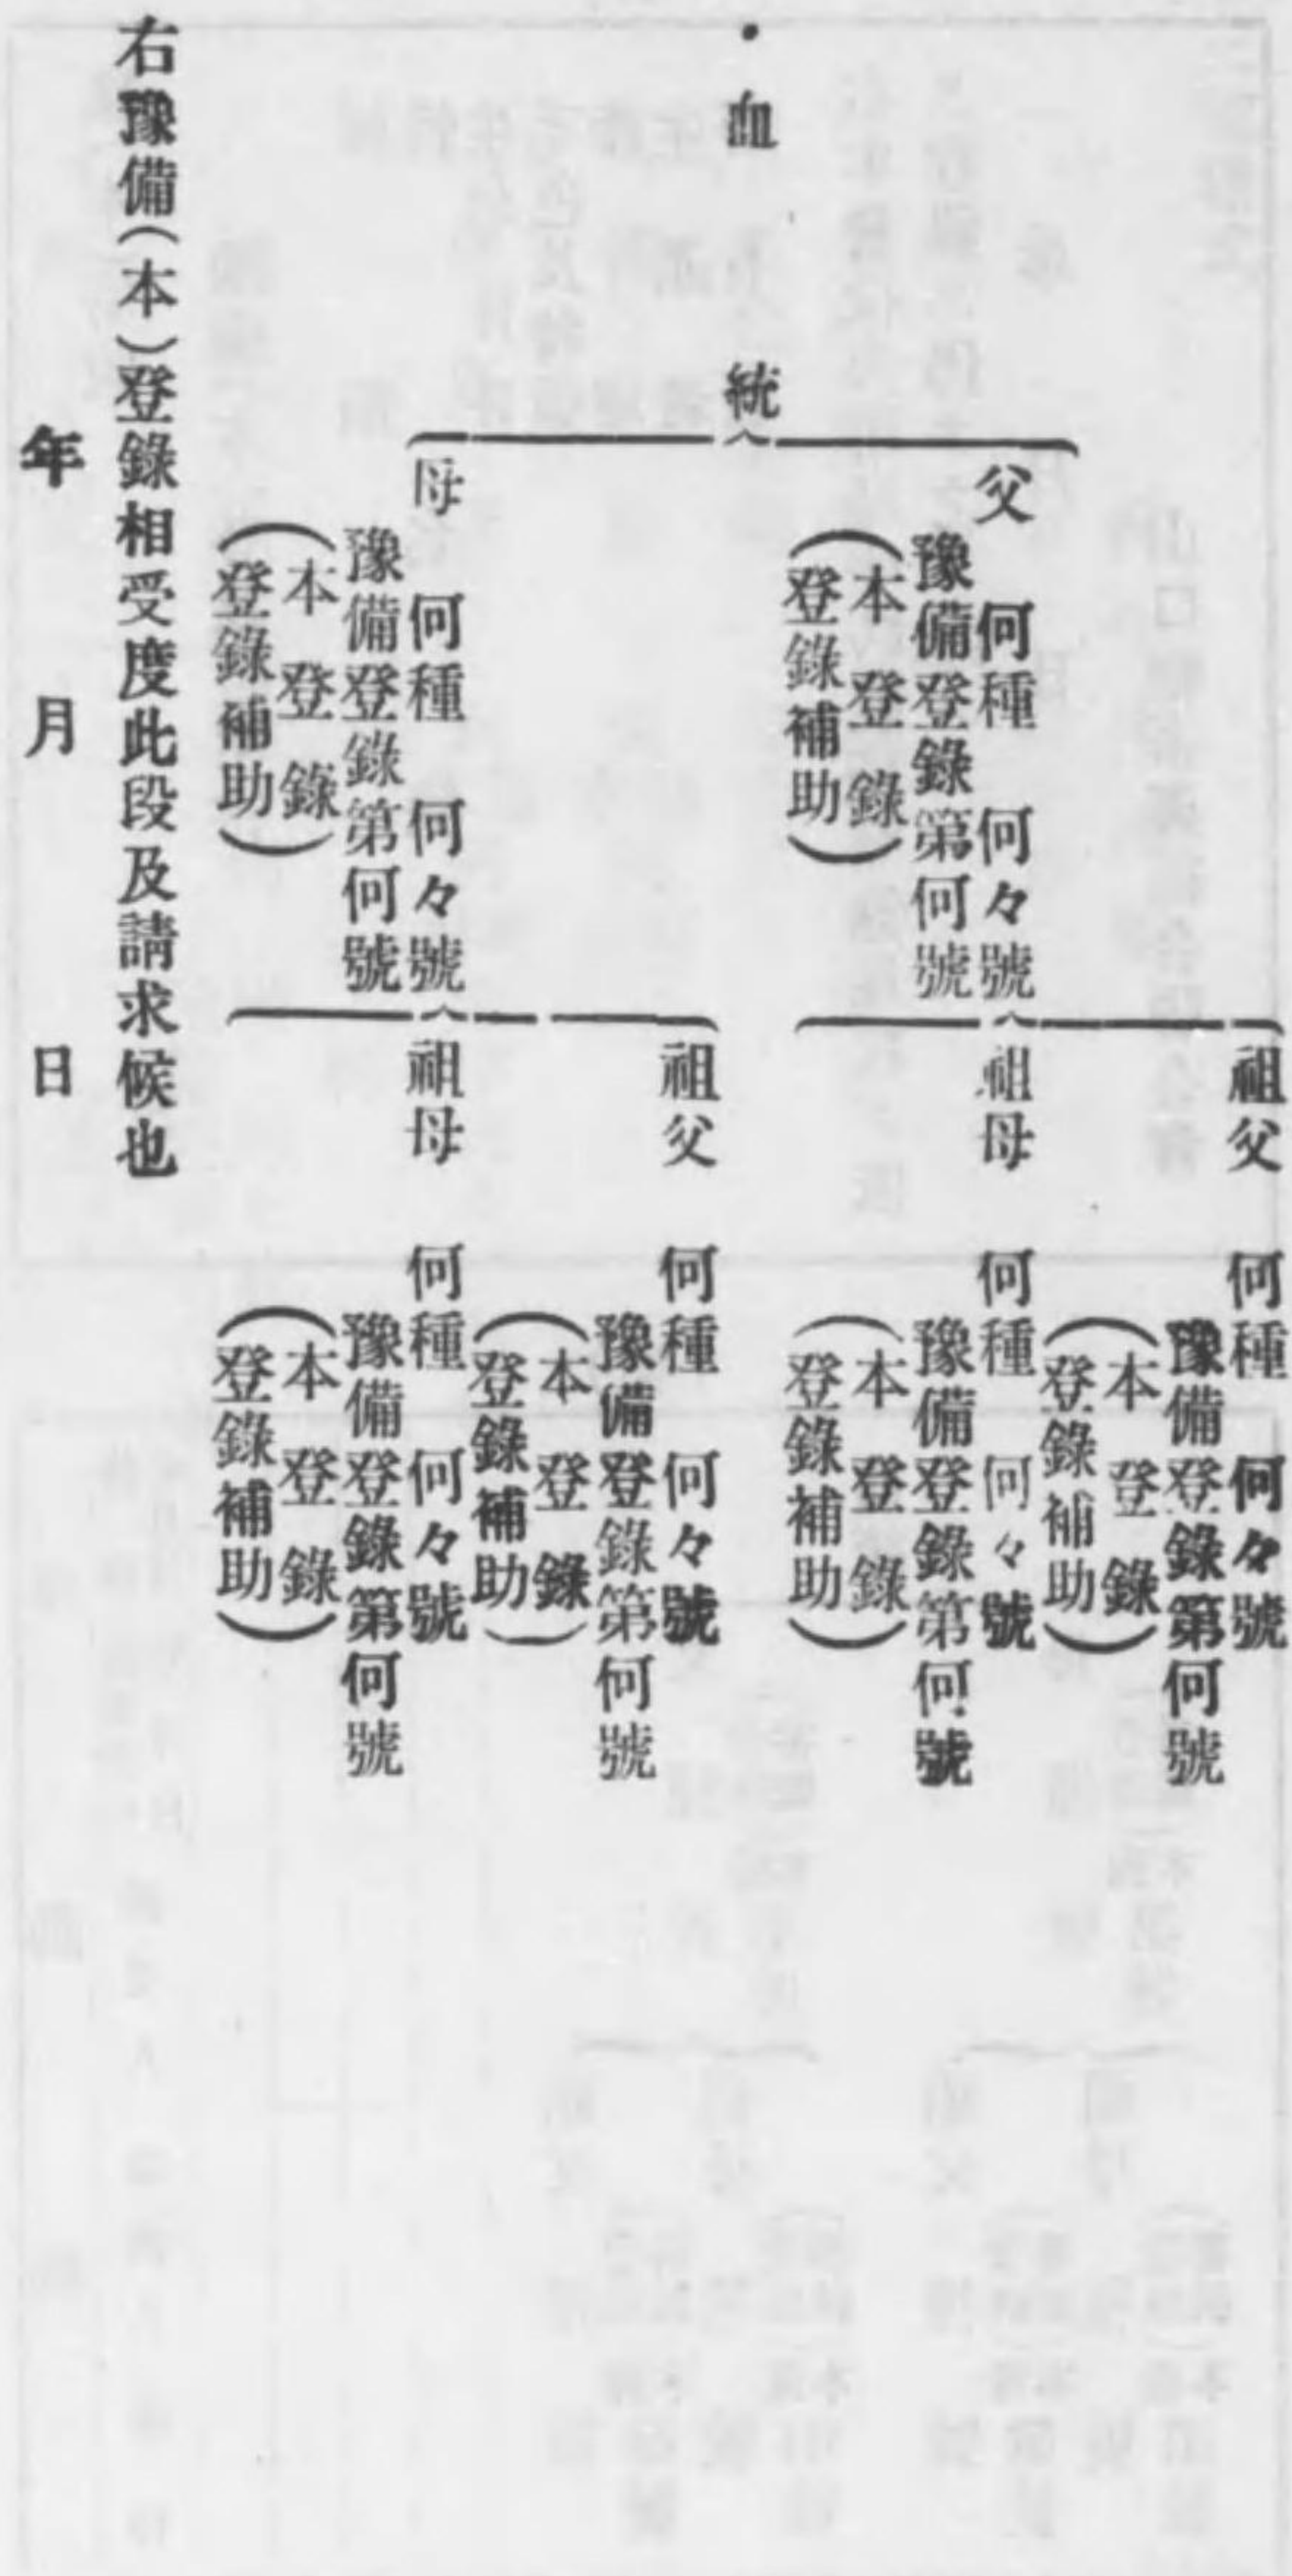 血統
父 何種 何々號
豫備登錄第何號
(本登錄
登錄補助)
祖父 何種 何々號
豫備登錄第何號
(本登錄
登錄補助)
祖母 何種 何々號
豫備登錄第何號
(本登錄
登錄補助)
母 何種 何々號
豫備登錄第何號
(本登錄
登錄補助)
祖父 何種 何々號
豫備登錄第何號
(本登錄
登錄補助)
祖母 何種 何々號
豫備登錄第何號
(本登錄
登錄補助)
右豫備(本)登錄相受度此段及請求候也
年 月 日